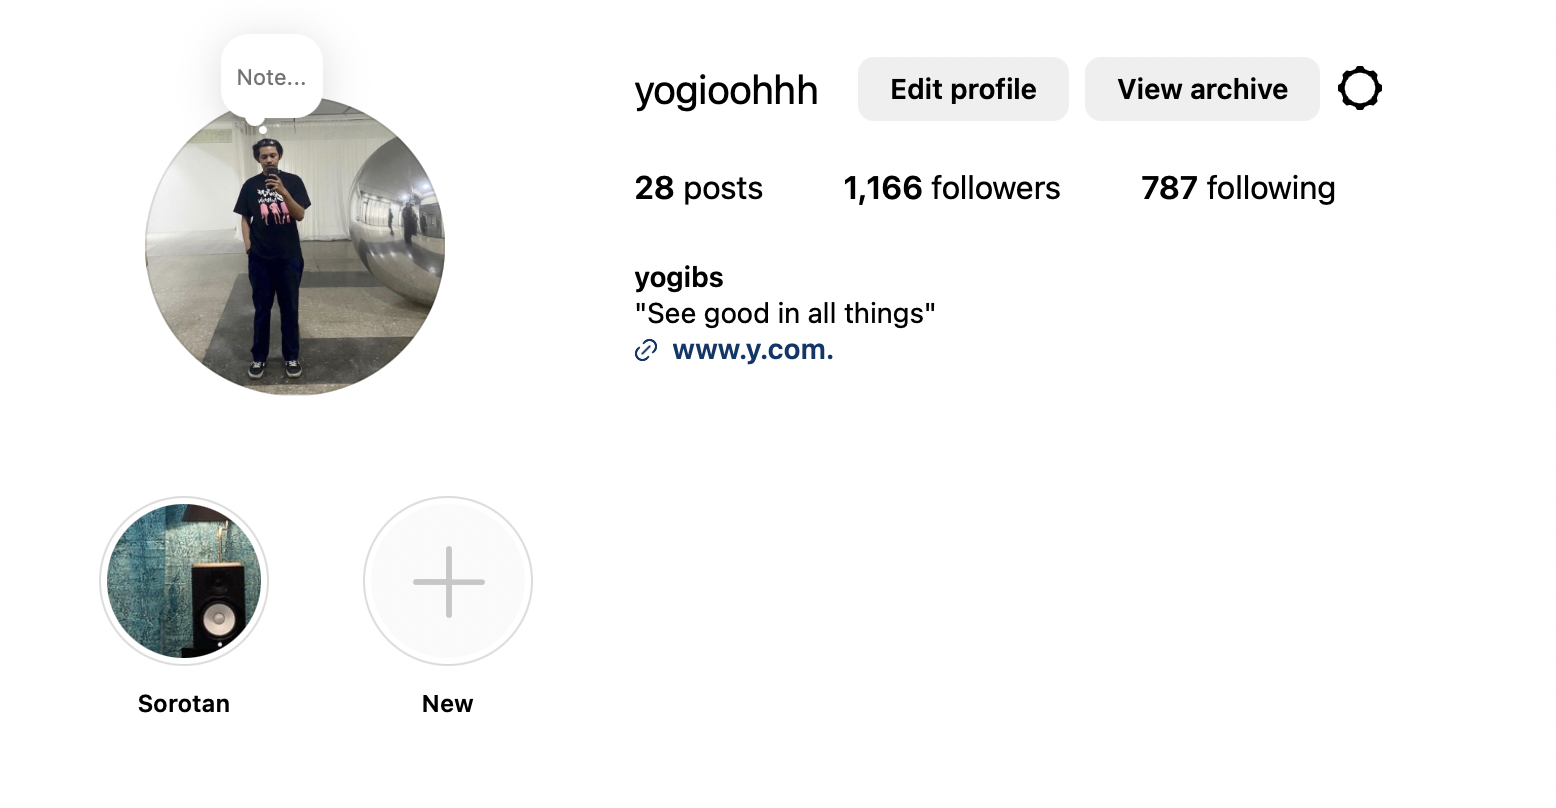 Note...
yogioohhh Edit profile View archive
28 posts 1,166 followers 787 following
yogibs
"See good in all things"
www.y.com.
Sorotan New